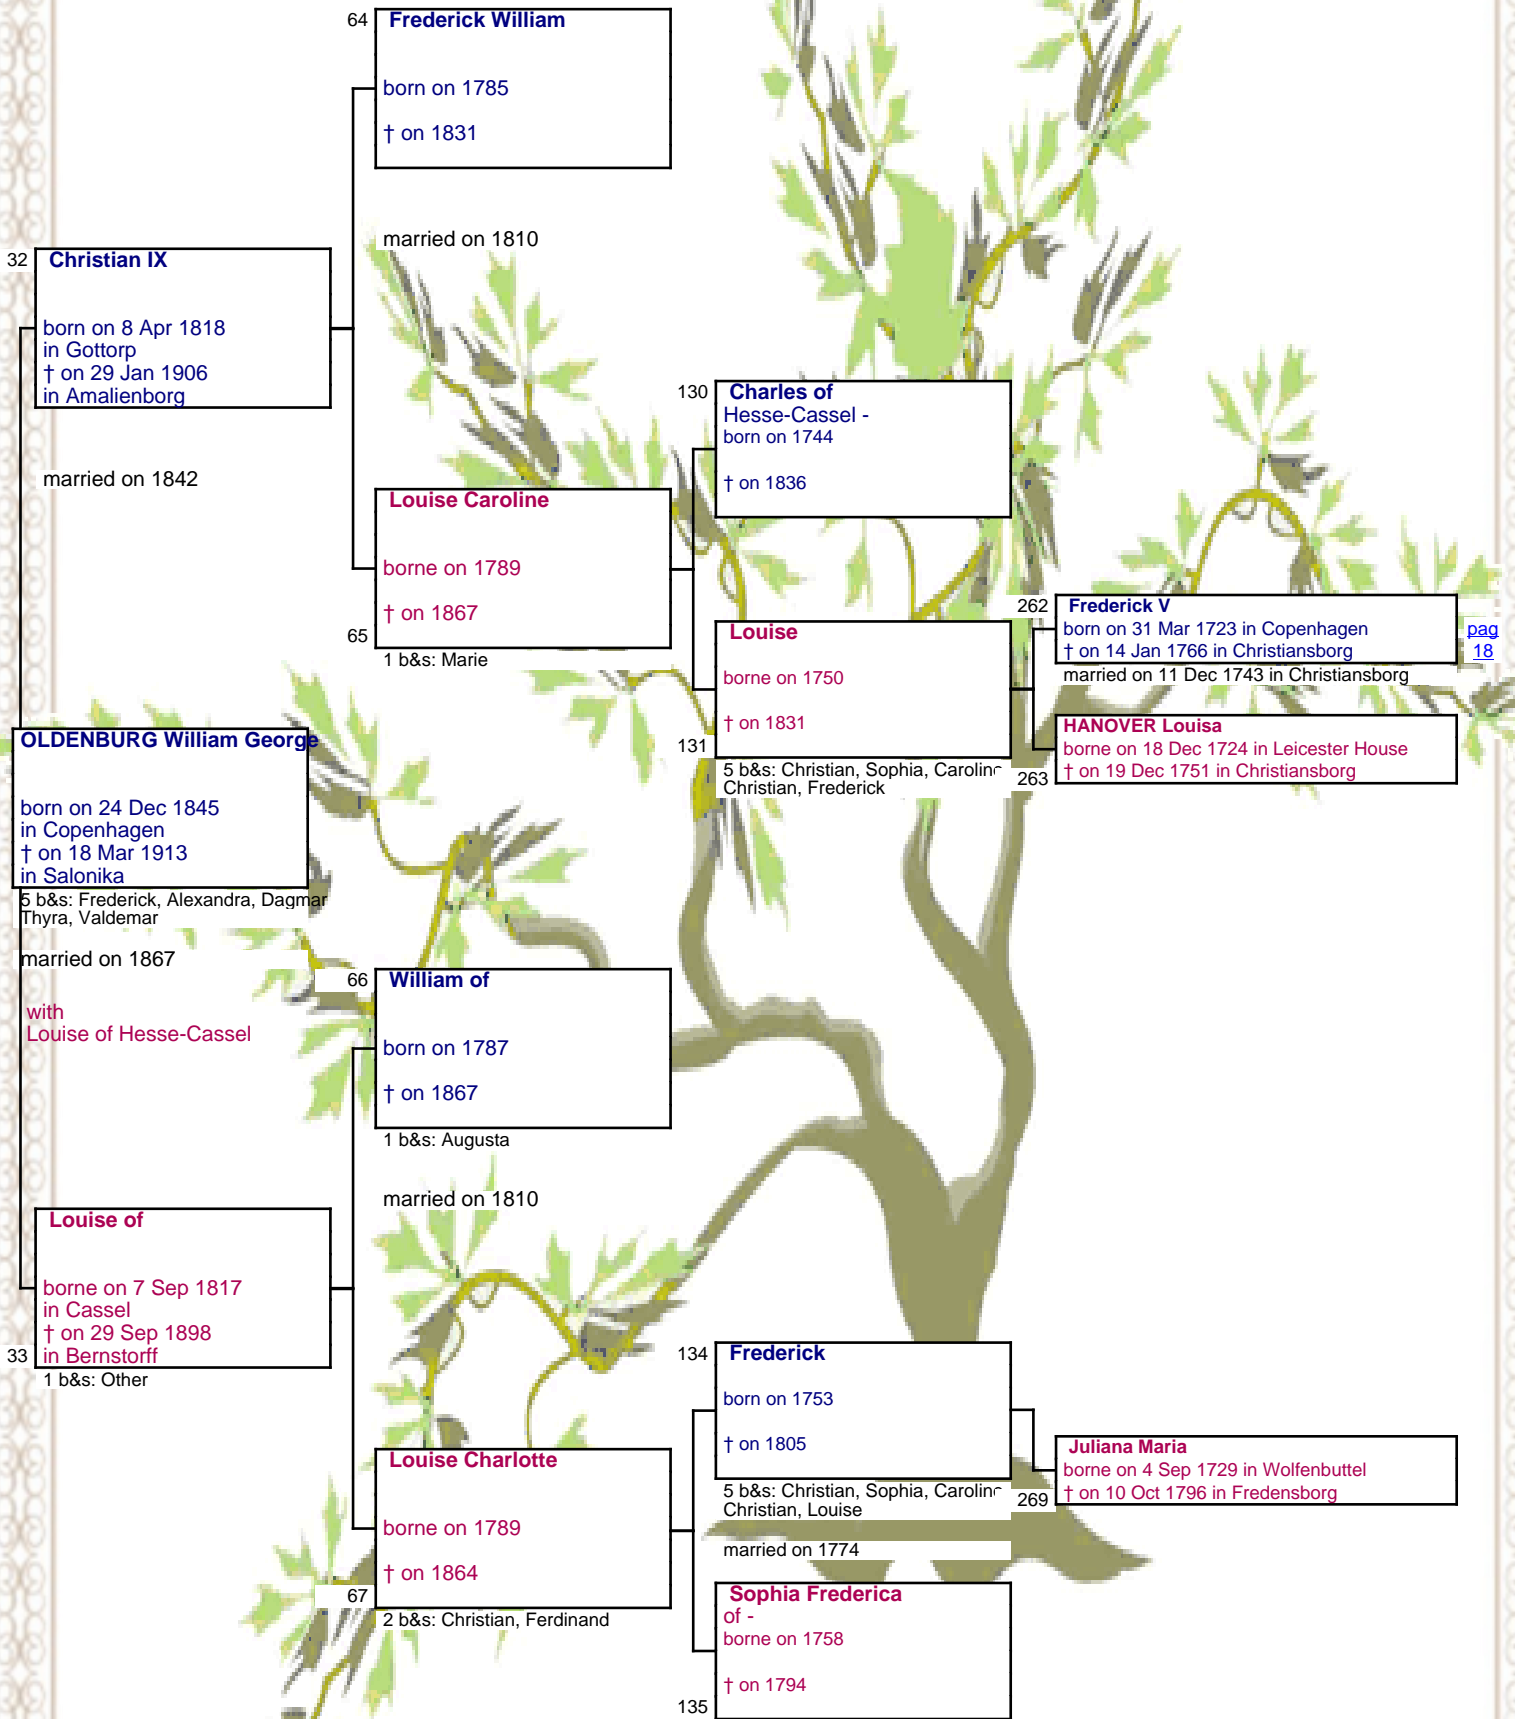 64
Frederick William
born on 1785
† on 1831
married on 1810
32
Christian IX
born on 8 Apr 1818
in Gottorp
† on 29 Jan 1906
in Amalienborg
married on 1842
130
Charles of
Hesse-Cassel -
born on 1744
† on 1836
Louise Caroline
borne on 1789
† on 1867
65
1 b&s: Marie
262
Frederick V
born on 31 Mar 1723 in Copenhagen
† on 14 Jan 1766 in Christiansborg
pag
18
married on 11 Dec 1743 in Christiansborg
Louise
borne on 1750
† on 1831
131
5 b&s: Christian, Sophia, Caroline
Christian, Frederick
HANOVER Louisa
borne on 18 Dec 1724 in Leicester House
† on 19 Dec 1751 in Christiansborg
263
OLDENBURG William George
born on 24 Dec 1845
in Copenhagen
† on 18 Mar 1913
in Salonika
5 b&s: Frederick, Alexandra, Dagmar
Thyra, Valdemar
married on 1867
with
Louise of Hesse-Cassel
66
William of
born on 1787
† on 1867
1 b&s: Augusta
married on 1810
Louise of
borne on 7 Sep 1817
in Cassel
† on 29 Sep 1898
in Bernstorff
33
1 b&s: Other
134
Frederick
born on 1753
† on 1805
5 b&s: Christian, Sophia, Caroline
Christian, Louise
married on 1774
Juliana Maria
borne on 4 Sep 1729 in Wolfenbuttel
† on 10 Oct 1796 in Fredensborg
269
Louise Charlotte
borne on 1789
† on 1864
67
2 b&s: Christian, Ferdinand
Sophia Frederica
of -
borne on 1758
† on 1794
135